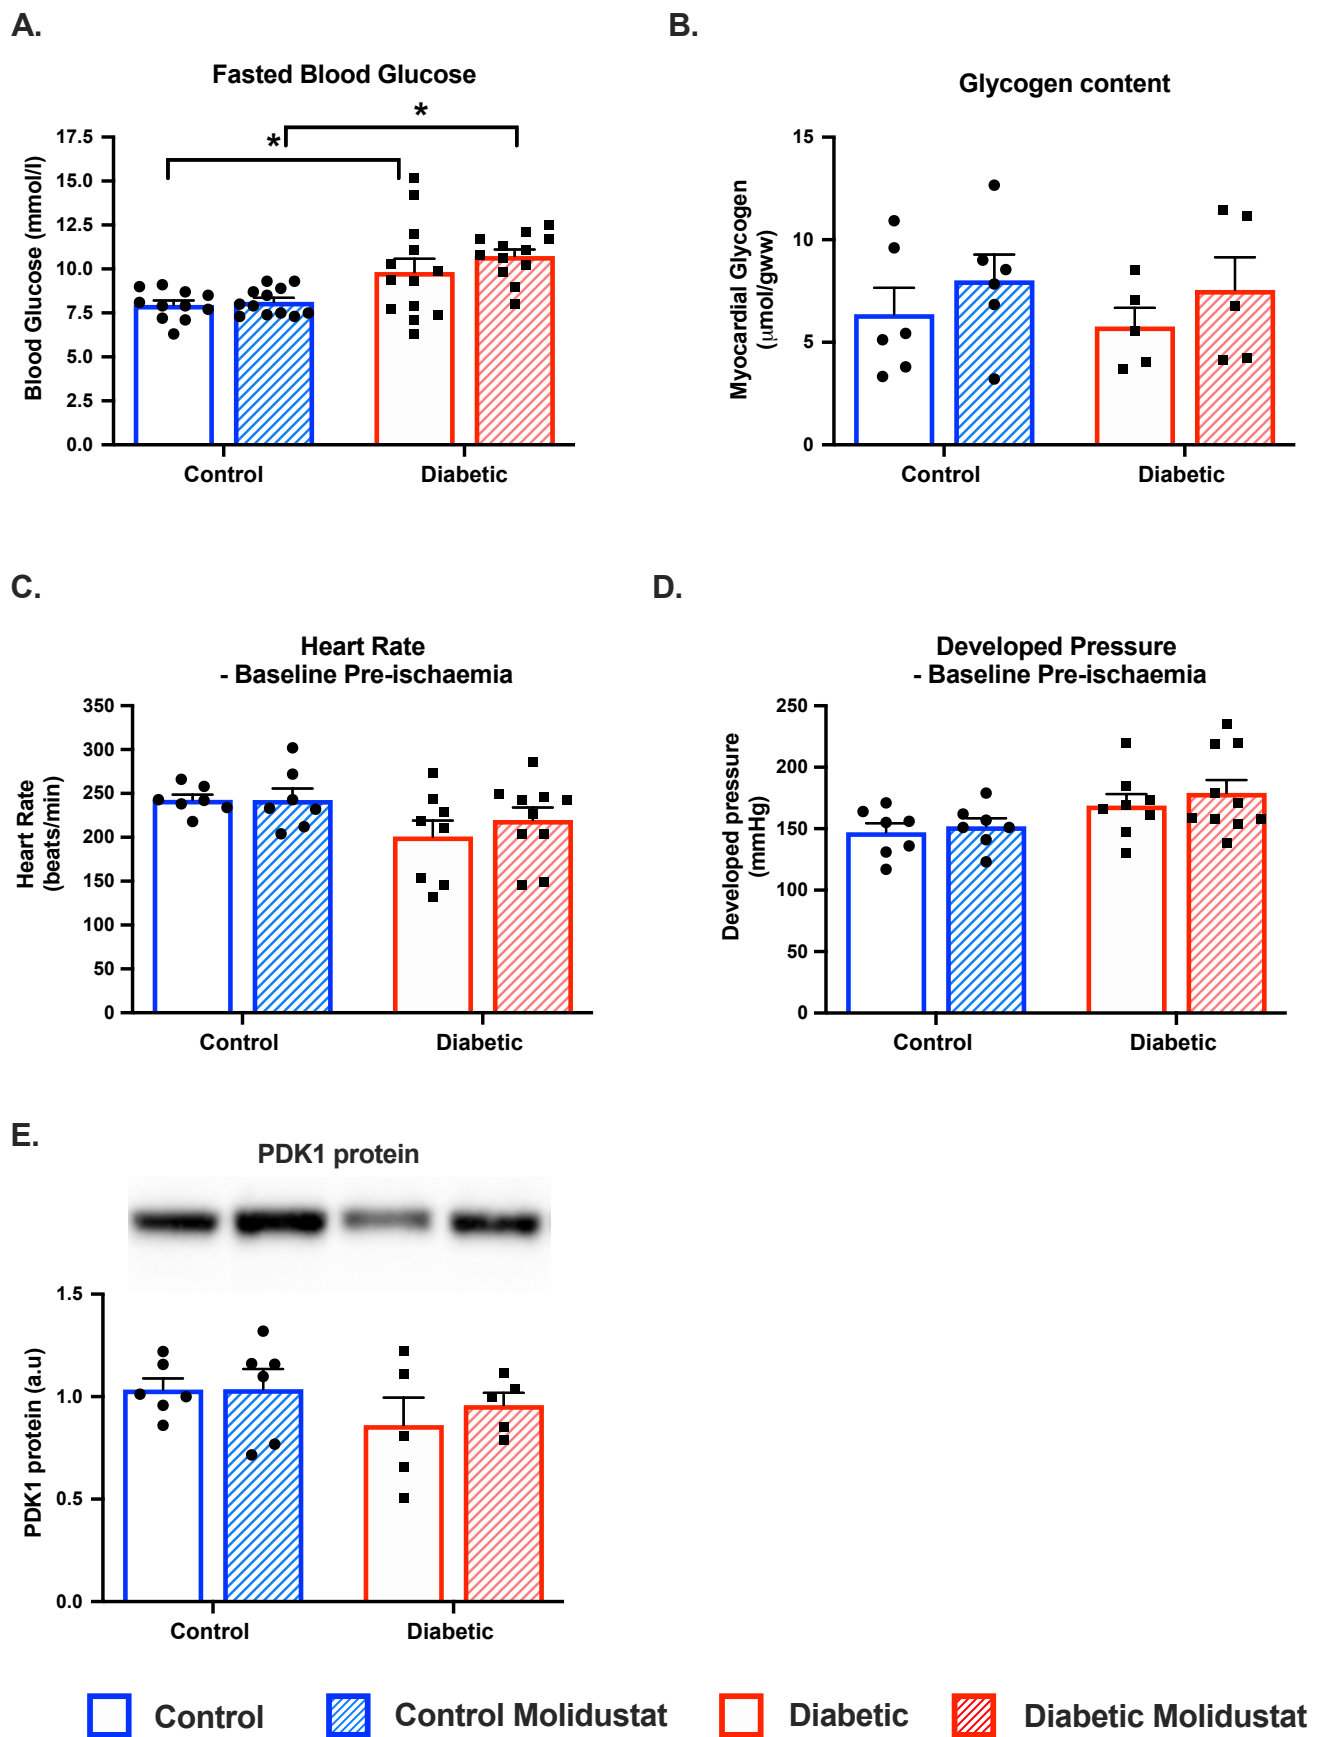 A.
Fasted Blood Glucose
*
*
Blood Glucose (mmol/l)
17.5
15.0
12.5
10.0
7.5
5.0
2.5
0.0
Control
Diabetic
B.
Glycogen content
Myocardial Glycogen
(μmol/gww)
15
10
5
0
Control
Diabetic
C.
Heart Rate
- Baseline Pre-ischaemia
Heart Rate
(beats/min)
350
300
250
200
150
100
50
0
Control
Diabetic
D.
Developed Pressure
- Baseline Pre-ischaemia
Developed pressure
(mmHg)
250
200
150
100
50
0
Control
Diabetic
E.
PDK1 protein
PDK1 protein (a.u)
1.5
1.0
0.5
0.0
Control
Diabetic
Control
Control Molidustat
Diabetic
Diabetic Molidustat